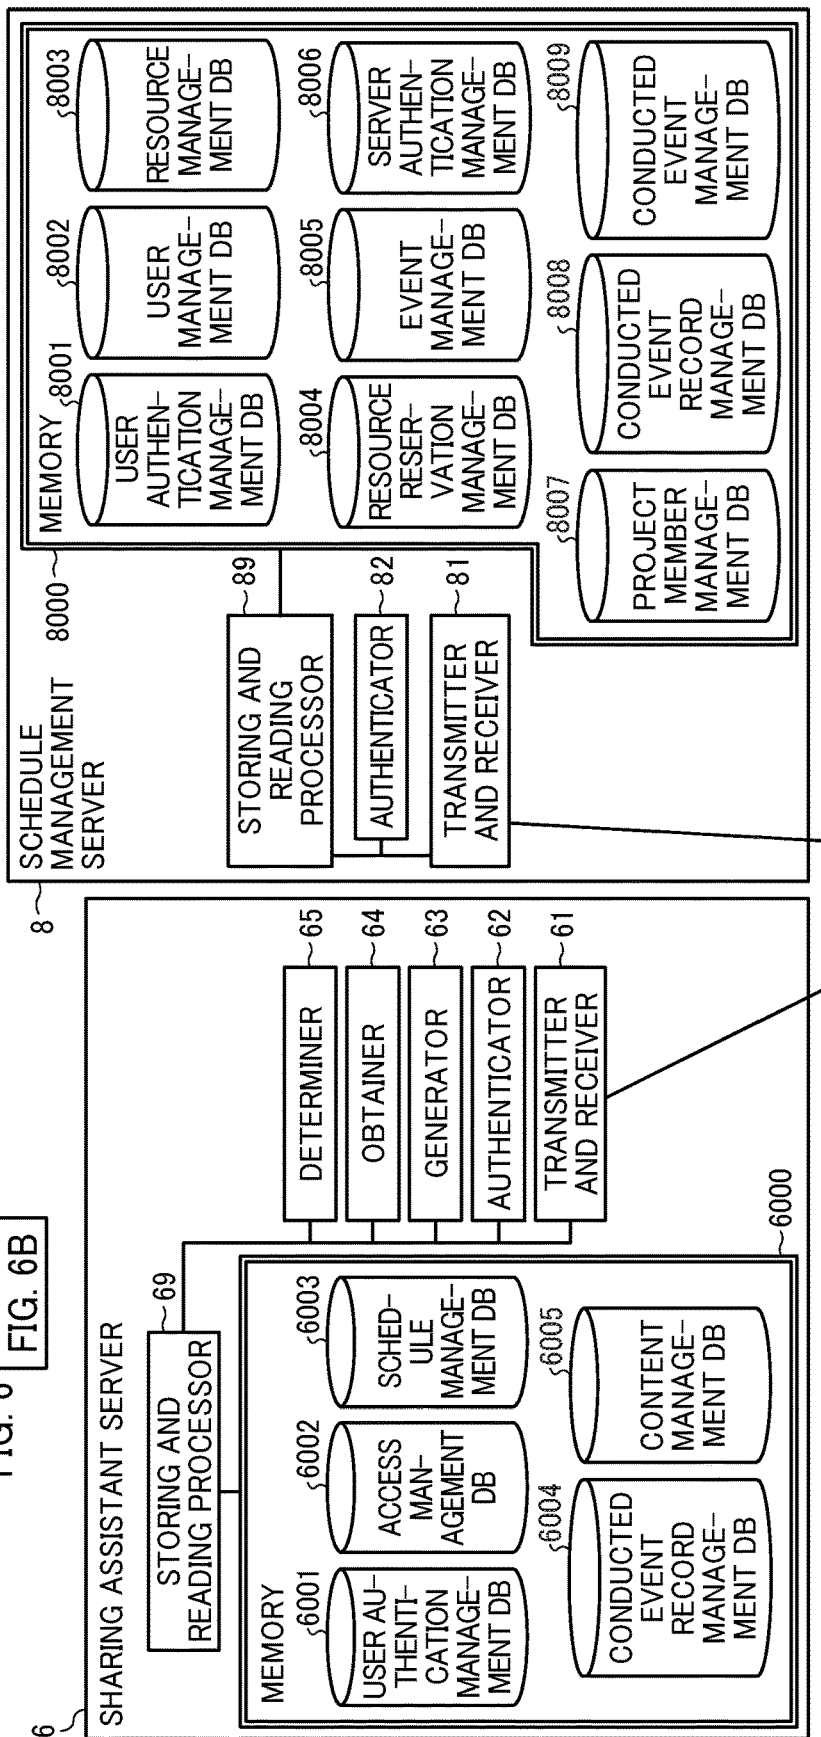 FIG. 6B
6
SHARING ASSISTANT SERVER
69
STORING AND
READING PROCESSOR
MEMORY
6001
USER AU-
THENTI-
CATION
MANAGE-
MENT DB
6002
ACCESS
MAN-
AGEMENT
DB
6003
SCHED-
ULE
MANAGE-
MENT DB
6004
CONDUCTED
EVENT
RECORD
MANAGE-
MENT DB
6005
CONTENT
MANAGE-
MENT DB
6000
DETERMINER
65
OBTAINER
64
GENERATOR
63
AUTHENTICATOR
62
TRANSMITTER
AND RECEIVER
61
8
SCHEDULE
MANAGEMENT
SERVER
STORING AND
READING
PROCESSOR
89
AUTHENTICATOR
82
TRANSMITTER
AND RECEIVER
81
8000
MEMORY
8001
USER
AUTHEN-
TICATION
MANAGE-
MENT DB
8002
USER
MANAGE-
MENT DB
8003
RESOURCE
MANAGE-
MENT DB
8004
RESOURCE
RESER-
VATION
MANAGE-
MENT DB
8005
EVENT
MANAGE-
MENT DB
8006
SERVER
AUTHEN-
TICATION
MANAGE-
MENT DB
8007
PROJECT
MEMBER
MANAGE-
MENT DB
8008
CONDUCTED
EVENT
RECORD
MANAGE-
MENT DB
8009
CONDUCTED
EVENT
MANAGE-
MENT DB